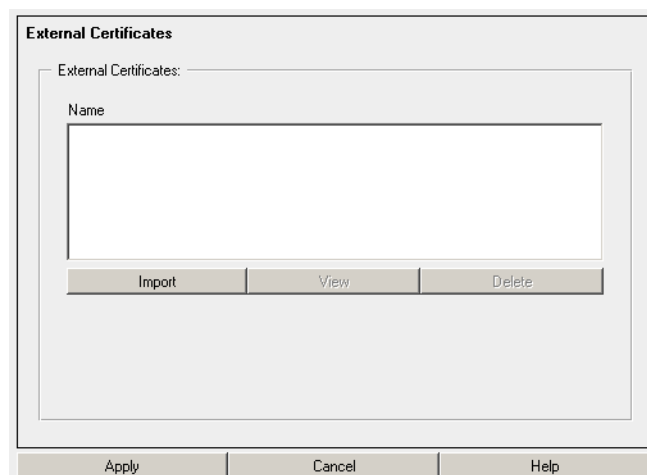 External Certificates
External Certificates:
Name
Import View Delete
Apply Cancel Help